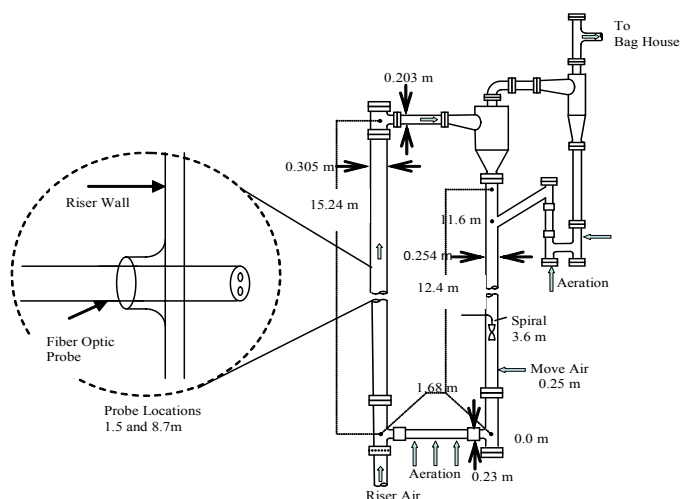 To
Bag House
0.203 m
0.305 m
Riser Wall
15.24 m
11.6 m
0.254 m
Aeration
12.4 m
Fiber Optic
Probe
Spiral
3.6 m
Move Air
0.25 m
Probe Locations
1.5 and 8.7m
1.68 m
0.0 m
Aeration
0.23 m
Riser Air